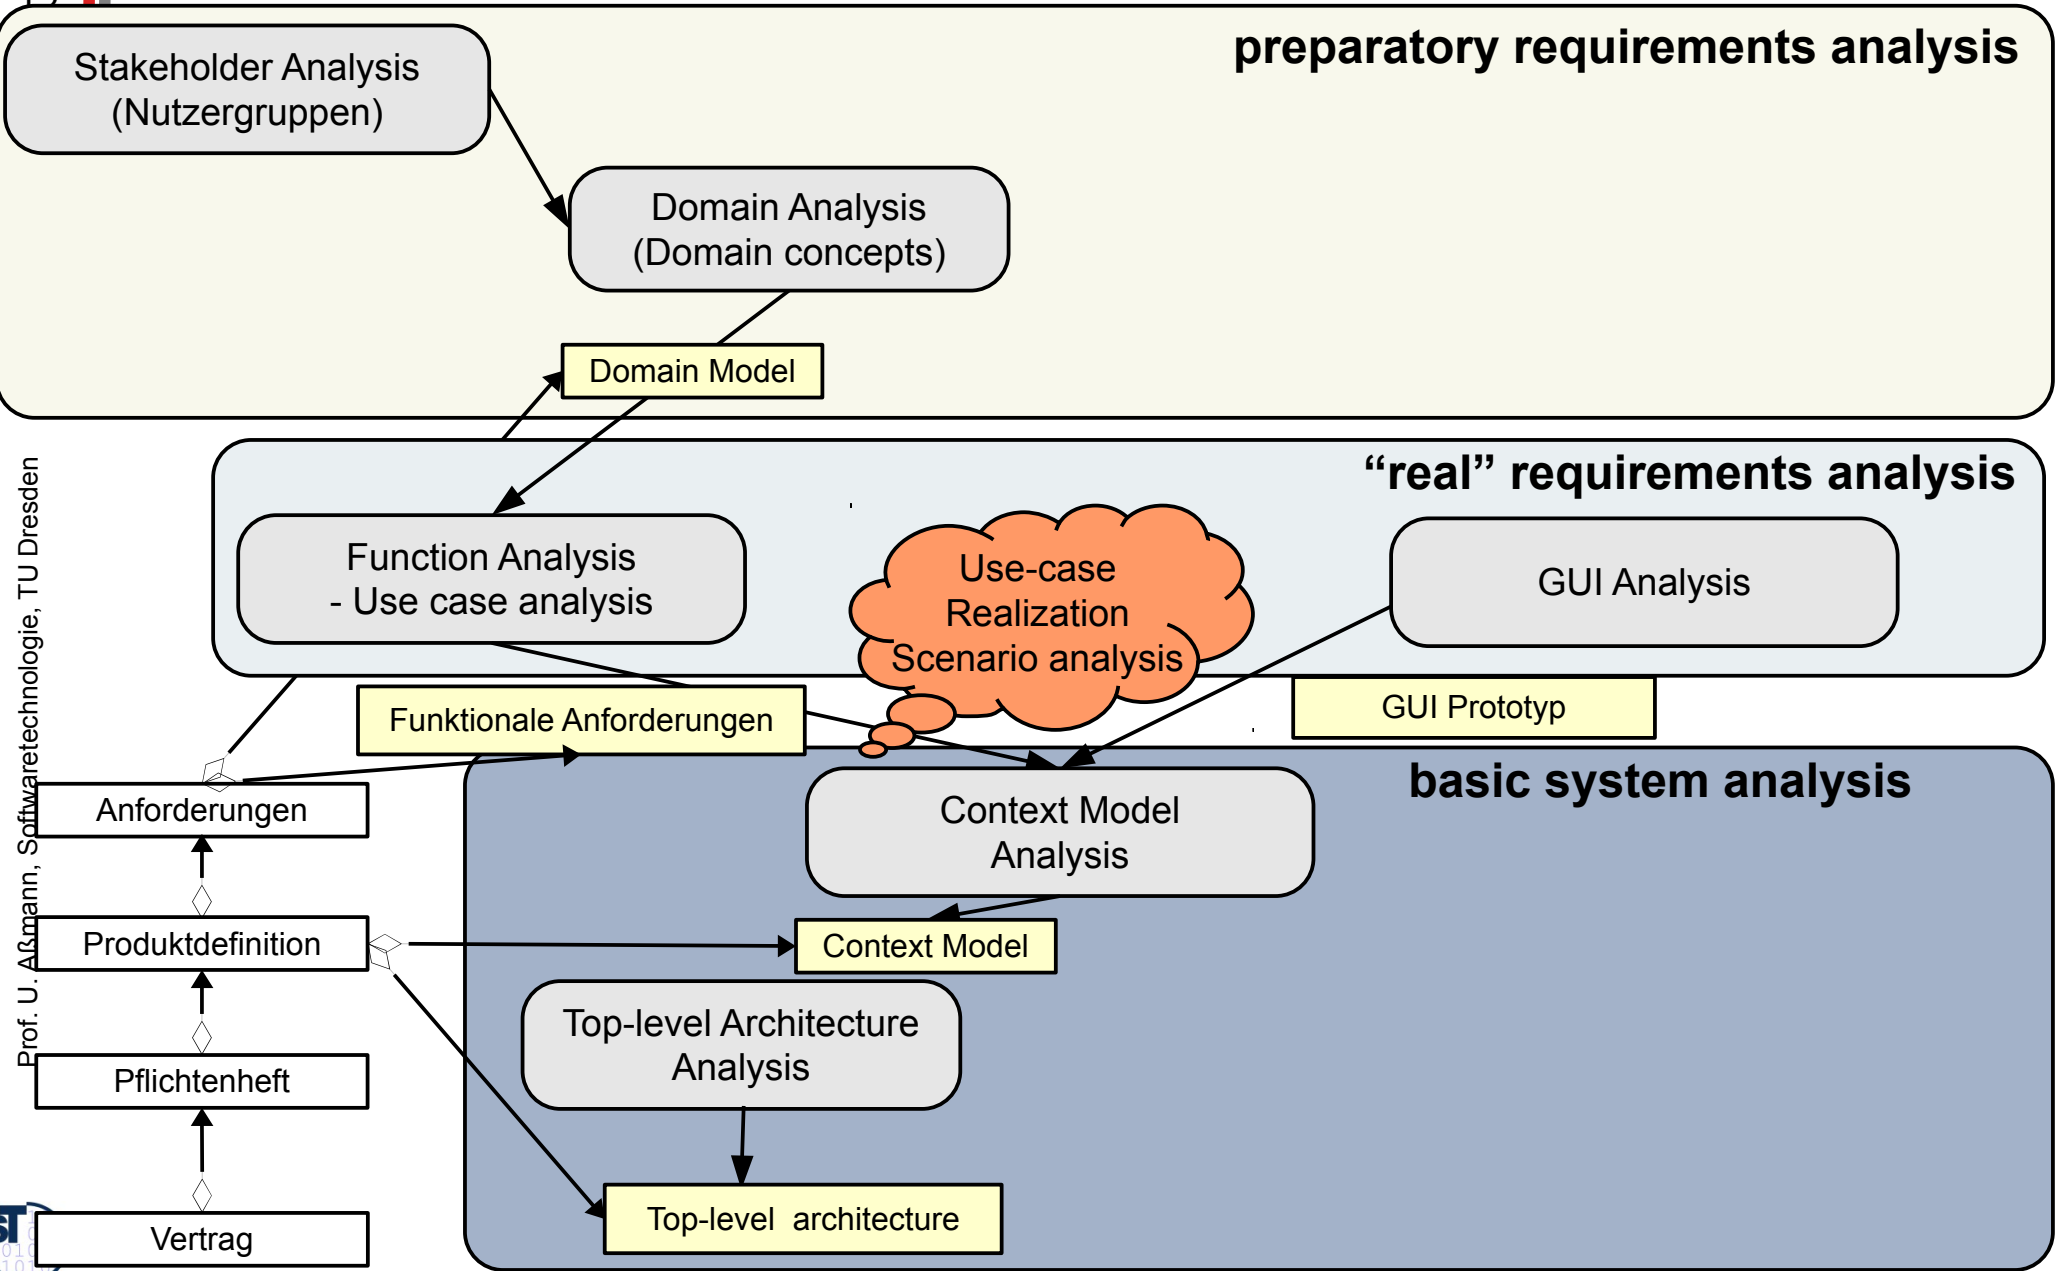 preparatory requirements analysis
Stakeholder Analysis
(Nutzergruppen)
Domain Analysis
(Domain concepts)
Domain Model
“real” requirements analysis
Function Analysis
- Use case analysis
Use-case
Realization
Scenario analysis
GUI Analysis
Funktionale Anforderungen
GUI Prototyp
basic system analysis
Anforderungen
Context Model
Analysis
Produktdefinition
Context Model
Top-level Architecture
Analysis
Pflichtenheft
Top-level architecture
Vertrag
Prof. U. Aßmann, Softwaretechnologie, TU Dresden